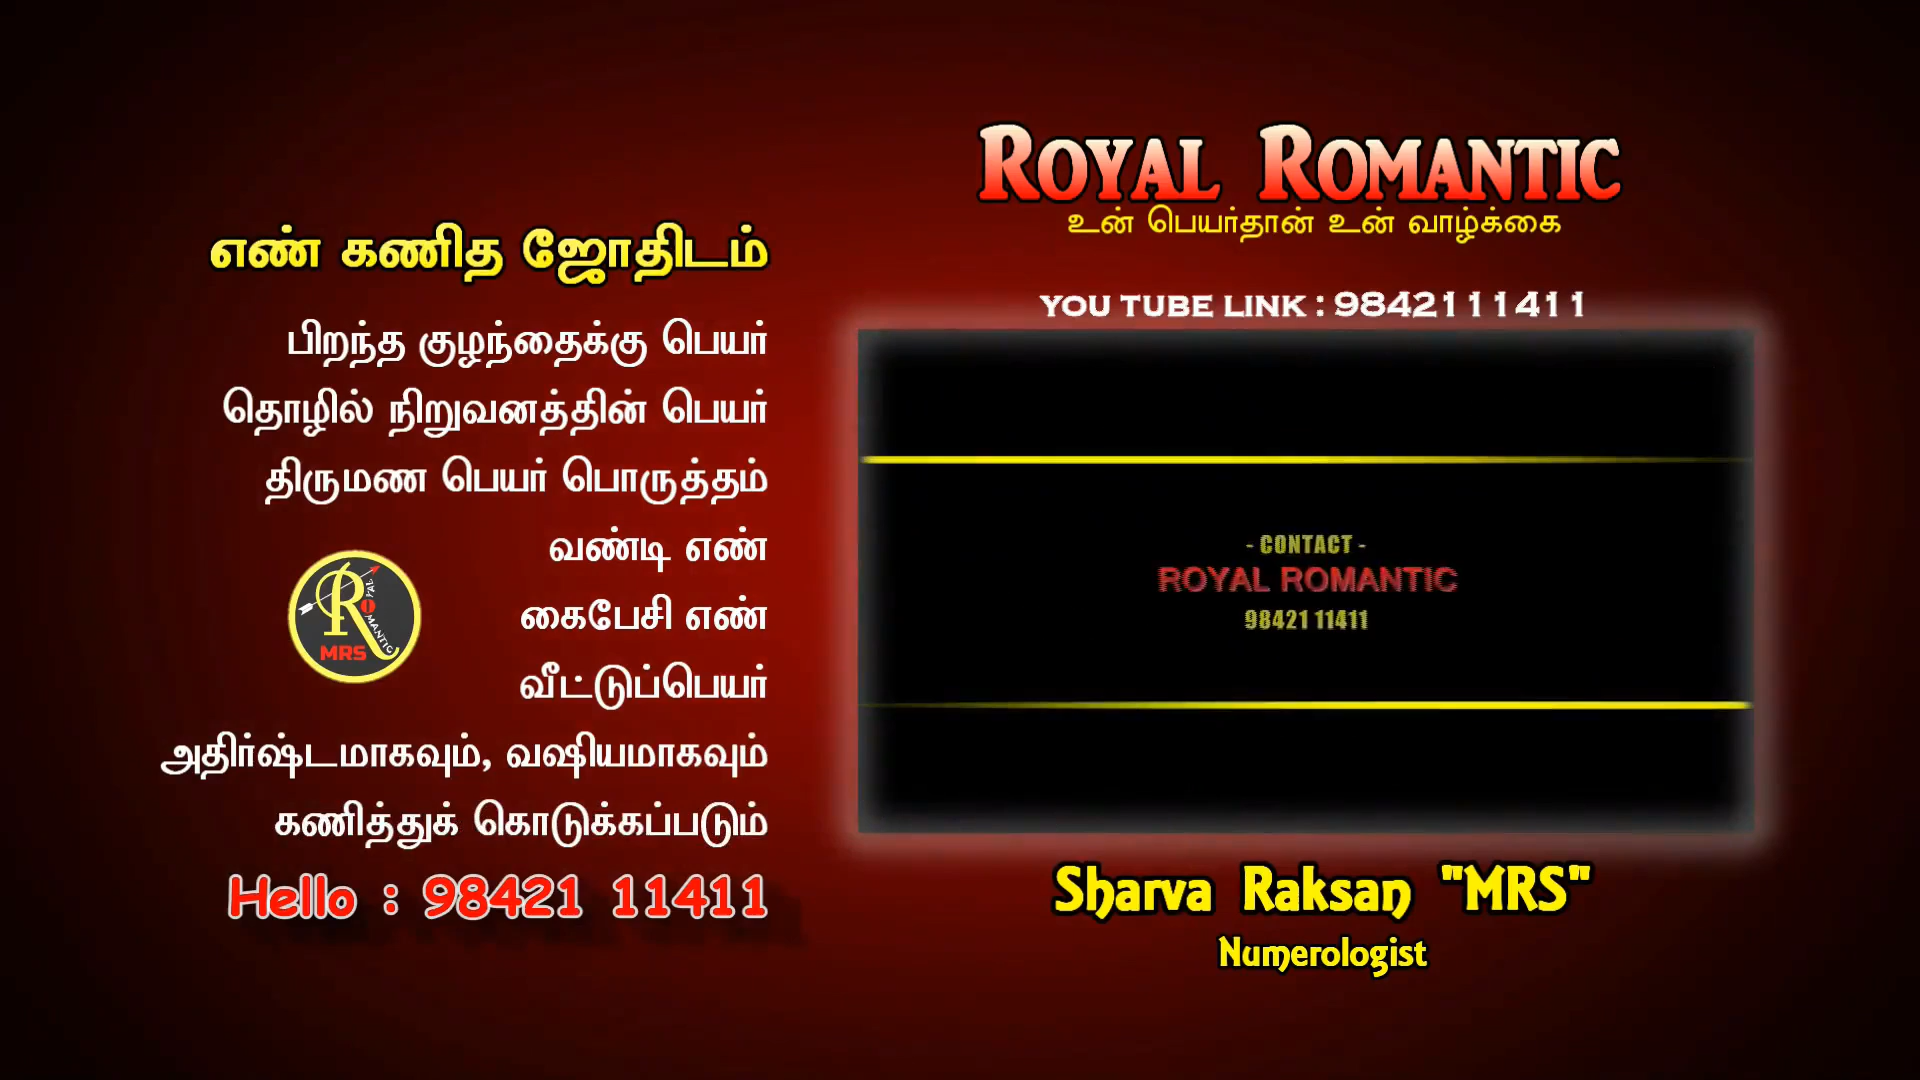 எண் கணித ஜோதிடம்
பிறந்த குழந்தைக்கு பெயர்
தொழில் நிறுவனத்தின் பெயர்
திருமண பெயர் பொருத்தம்
வண்டி எண்
கைபேசி எண்
வீட்டுப்பெயர்
அதிர்ஷ்டமாகவும், வஷியமாகவும்
கணித்துக் கொடுக்கப்படும்
Hello : 98421 11411
ROYAL ROMANTIC
MRS
ROYAL ROMANTIC
உன் பெயர்தான் உன் வாழ்க்கை
YOU TUBE LINK : 9842111411
- CONTACT -
ROYAL ROMANTIC
98421 11411
Sharva Raksan "MRS"
Numerologist